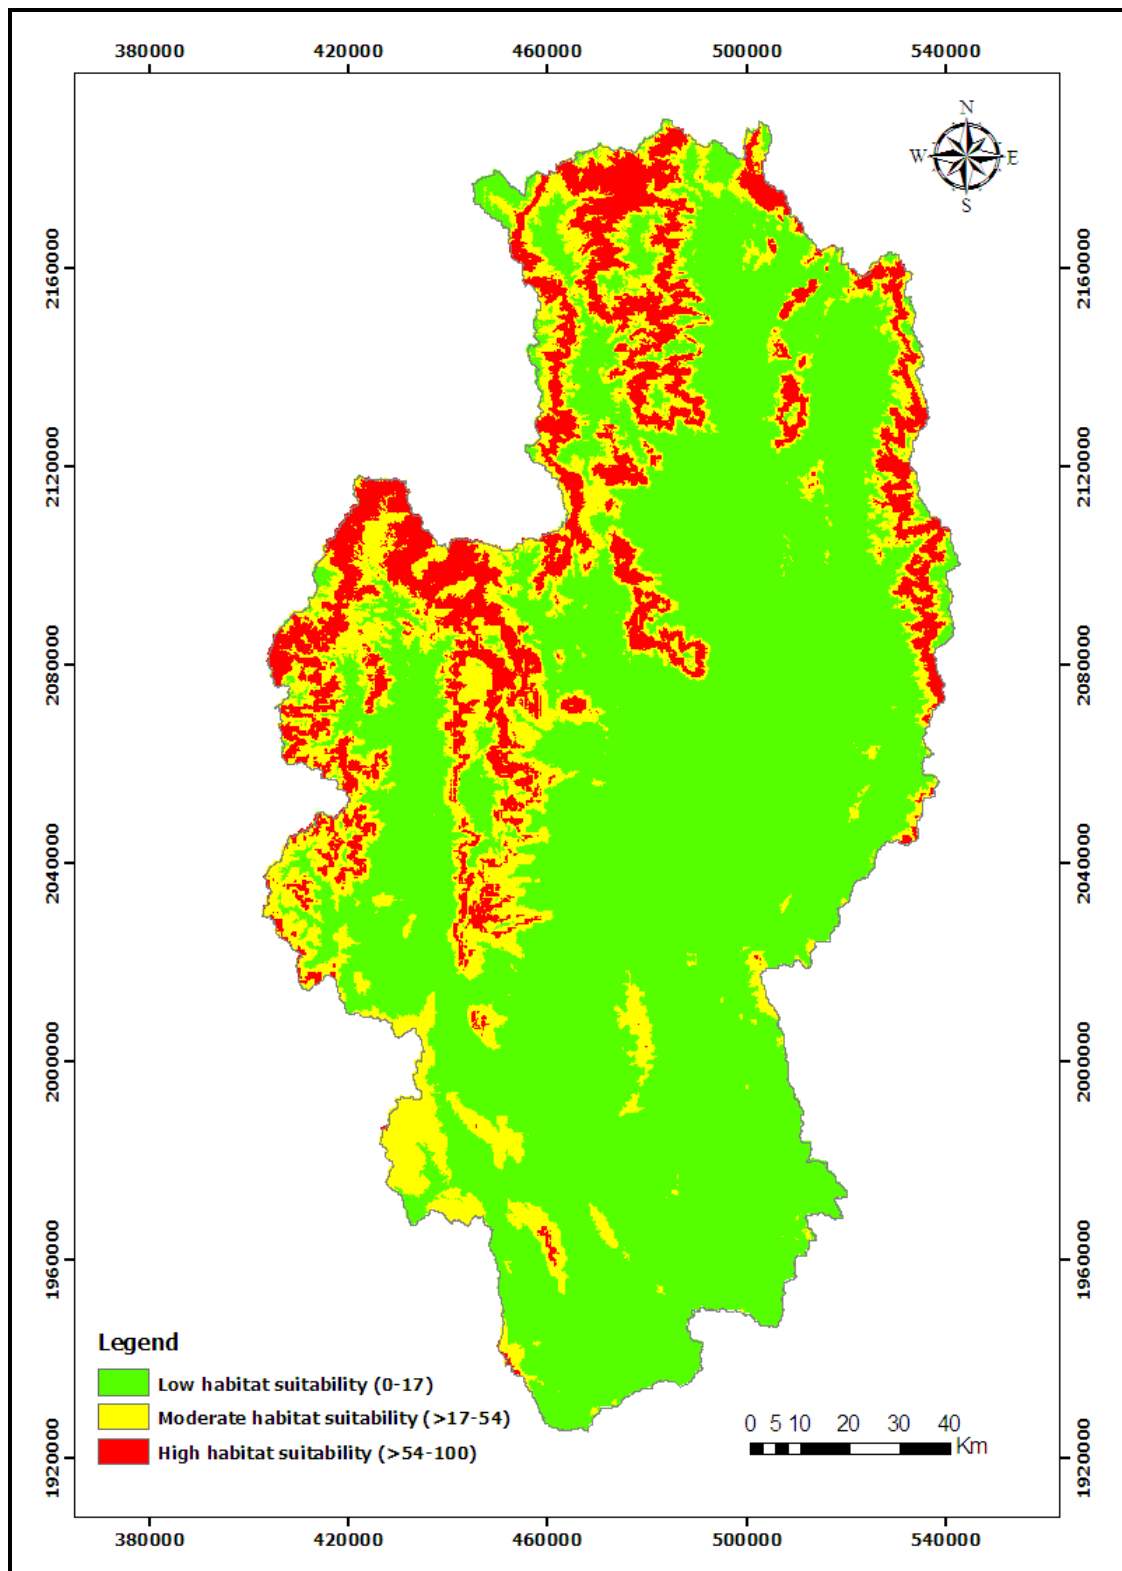 380000 420000 460000 500000 540000
N
W E
S
2160000 2160000
2120000 2120000
2080000 2080000
2040000 2040000
2000000 2000000
1960000 1960000
1920000 1920000
Legend
Low habitat suitability (0-17)
Moderate habitat suitability (>17-54)
High habitat suitability (>54-100)
0 5 10 20 30 40
Km
380000 420000 460000 500000 540000